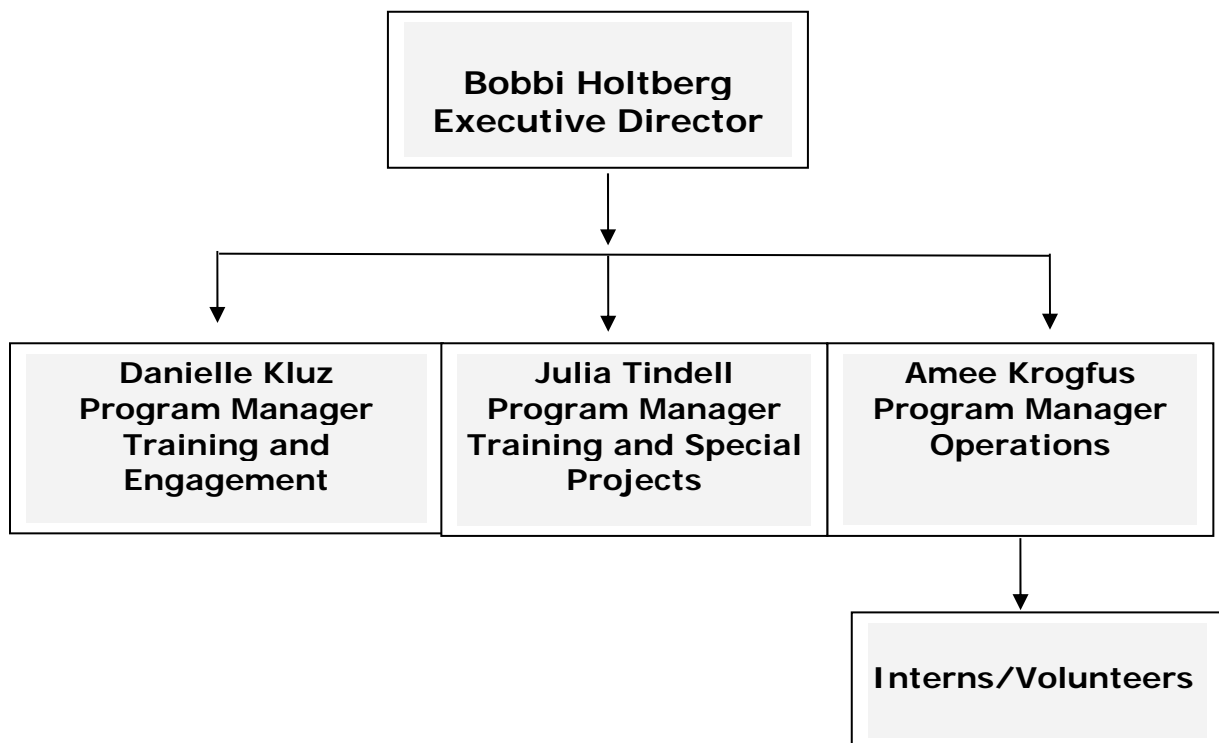 Bobbi Holtberg
Executive Director
Danielle Kluz
Program Manager
Training and
Engagement
Julia Tindell
Program Manager
Training and Special
Projects
Amee Krogfus
Program Manager
Operations
Interns/Volunteers